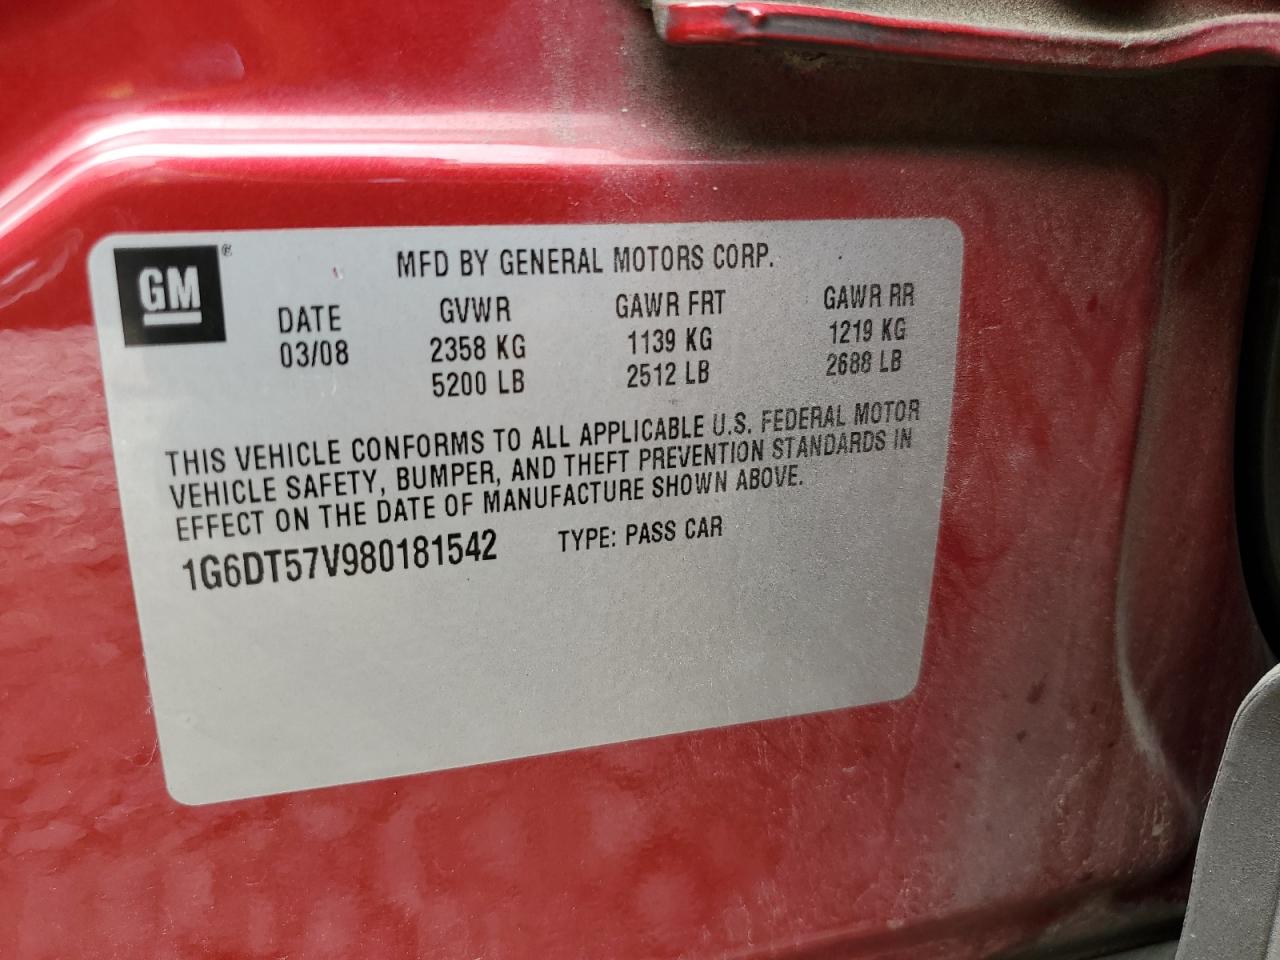 GM®
MFD BY GENERAL MOTORS CORP.
DATE GVWR GAWR FRT GAWR RR
03/08 2358 KG 1139 KG 1219 KG
5200 LB 2512 LB 2688 LB
THIS VEHICLE CONFORMS TO ALL APPLICABLE U.S. FEDERAL MOTOR
VEHICLE SAFETY, BUMPER, AND THEFT PREVENTION STANDARDS IN
EFFECT ON THE DATE OF MANUFACTURE SHOWN ABOVE.
1G6DT57V980181542 TYPE: PASS CAR